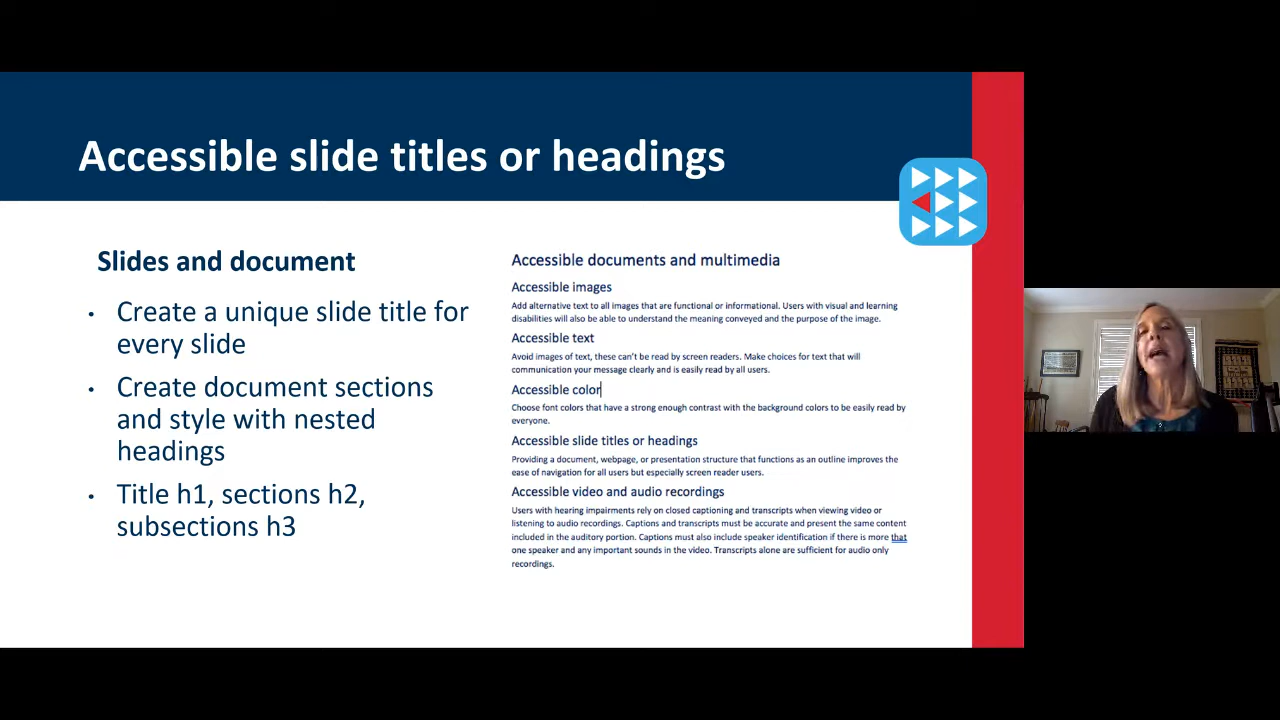 Accessible slide titles or headings
Slides and document
• Create a unique slide title for
every slide
• Create document sections
and style with nested
headings
• Title h1, sections h2,
subsections h3
Accessible documents and multimedia
Accessible images
Add alternative text to all images that are functional or informational. Users with visual and learning
disabilities will also be able to understand the meaning conveyed and the purpose of the image.
Accessible text
Avoid images of text, these can't be read by screen readers. Make choices for text that will
communication your message clearly and is easily read by all users.
Accessible color
Choose font colors that have a strong enough contrast with the background colors to be easily read by
everyone.
Accessible slide titles or headings
Providing a document, webpage, or presentation structure that functions as an outline improves the
ease of navigation for all users but especially screen reader users.
Accessible video and audio recordings
Users with hearing impairments rely on closed captioning and transcripts when viewing video or
listening to audio recordings. Captions and transcripts must be accurate and present the same content
included in the auditory portion. Captions must also include speaker identification if there is more that
one speaker and any important sounds in the video. Transcripts alone are sufficient for audio only
recordings.